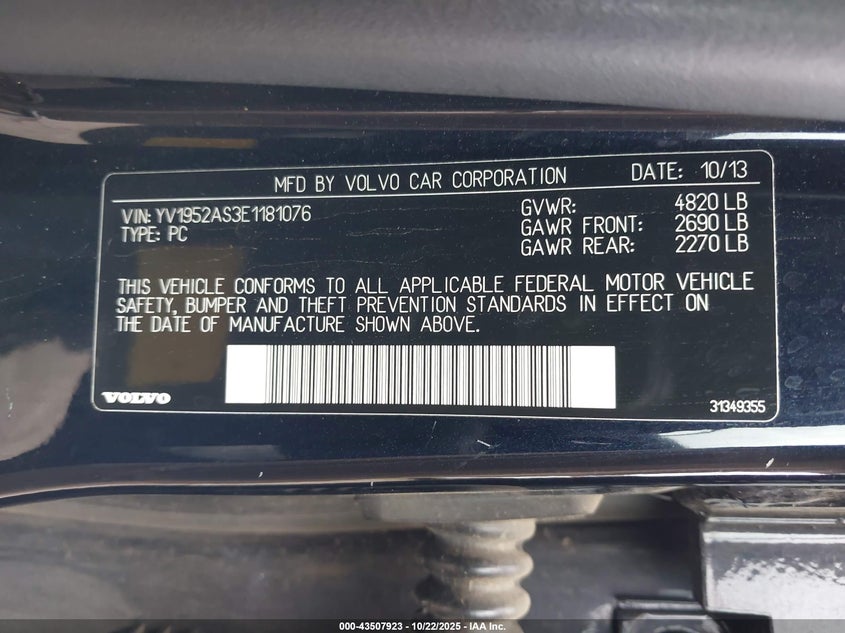 MFD BY VOLVO CAR CORPORATION DATE: 10/13
VIN: YV1952AS3E1181076 GVWR: 4820 LB
TYPE: PC GAWR FRONT: 2690 LB
GAWR REAR: 2270 LB
THIS VEHICLE CONFORMS TO ALL APPLICABLE FEDERAL MOTOR VEHICLE
SAFETY, BUMPER AND THEFT PREVENTION STANDARDS IN EFFECT ON
THE DATE OF MANUFACTURE SHOWN ABOVE.
VOLVO 31349355
000-43507923 - 10/22/2025 - IAA Inc.